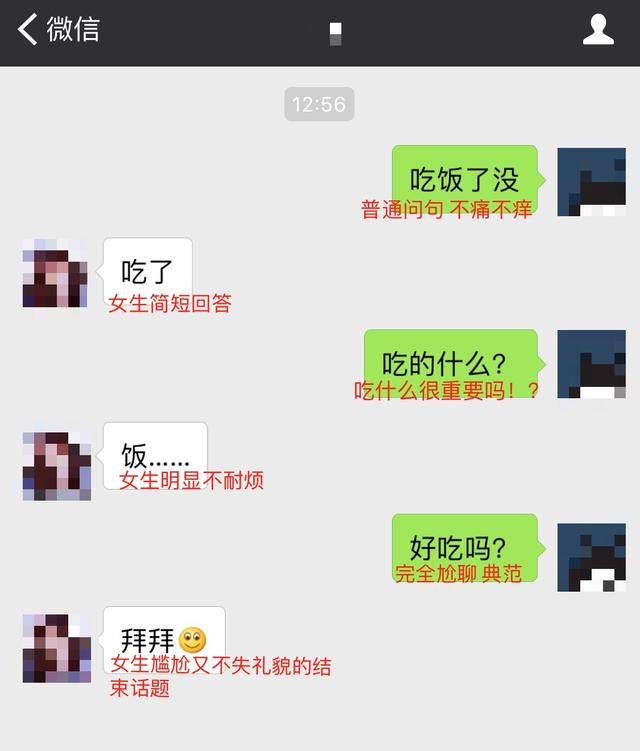 微信
12:56
吃饭了没
普通问句 不痛不痒
吃了
女生简短回答
吃的什么?
吃什么很重要吗！?
饭……
女生明显不耐烦
好吃吗?
完全尬聊 典范
拜拜
女生尴尬又不失礼貌的结
束话题